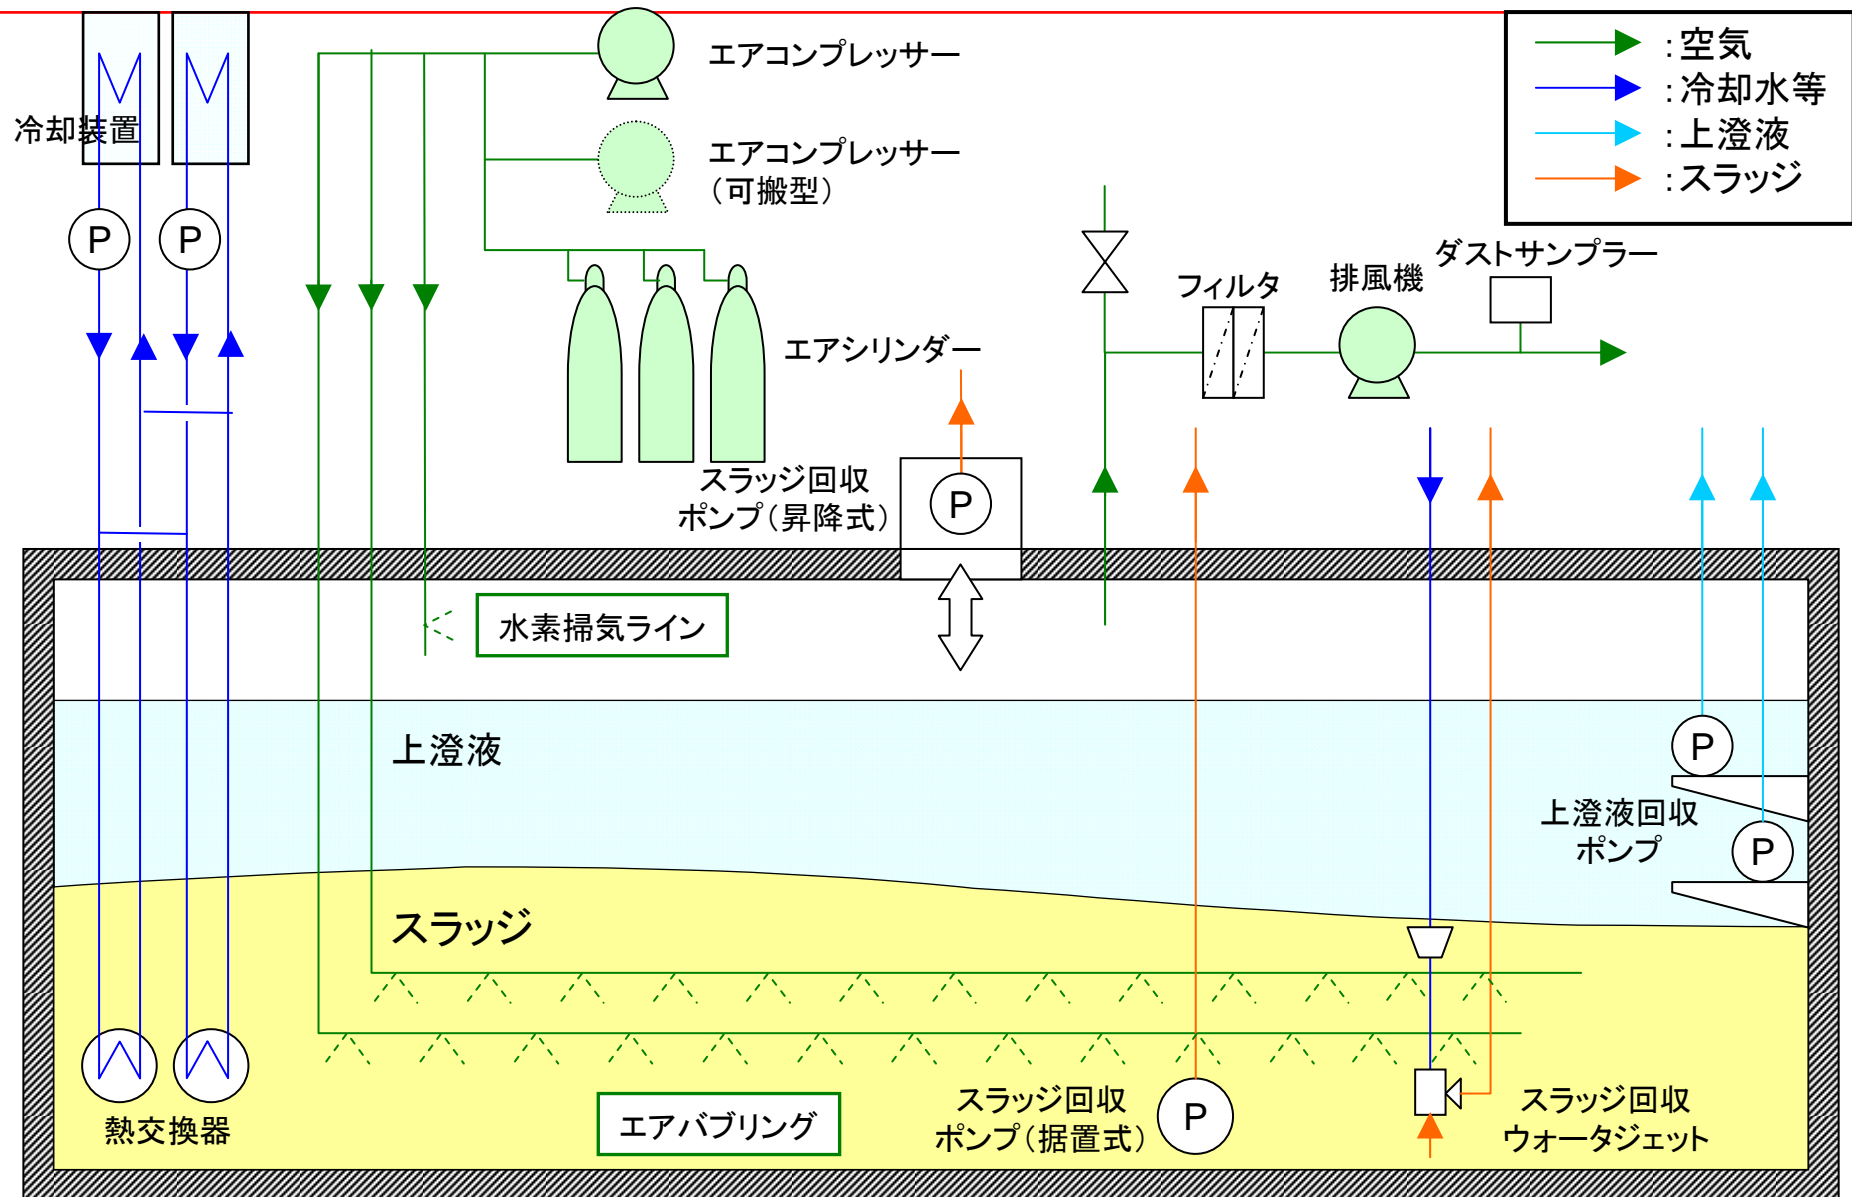 エアコンプレッサー
エアコンプレッサー
（可搬型）
：空気
：冷却水等
：上澄液
：スラッジ
冷却装置
P
P
ダストサンプラー
フィルタ
排風機
エアシリンダー
スラッジ回収
ポンプ（昇降式）
P
水素掃気ライン
上澄液
P
上澄液回収
ポンプ
P
スラッジ
熱交換器
エアバブリング
スラッジ回収
ポンプ（据置式）
P
スラッジ回収
ウォータジェット